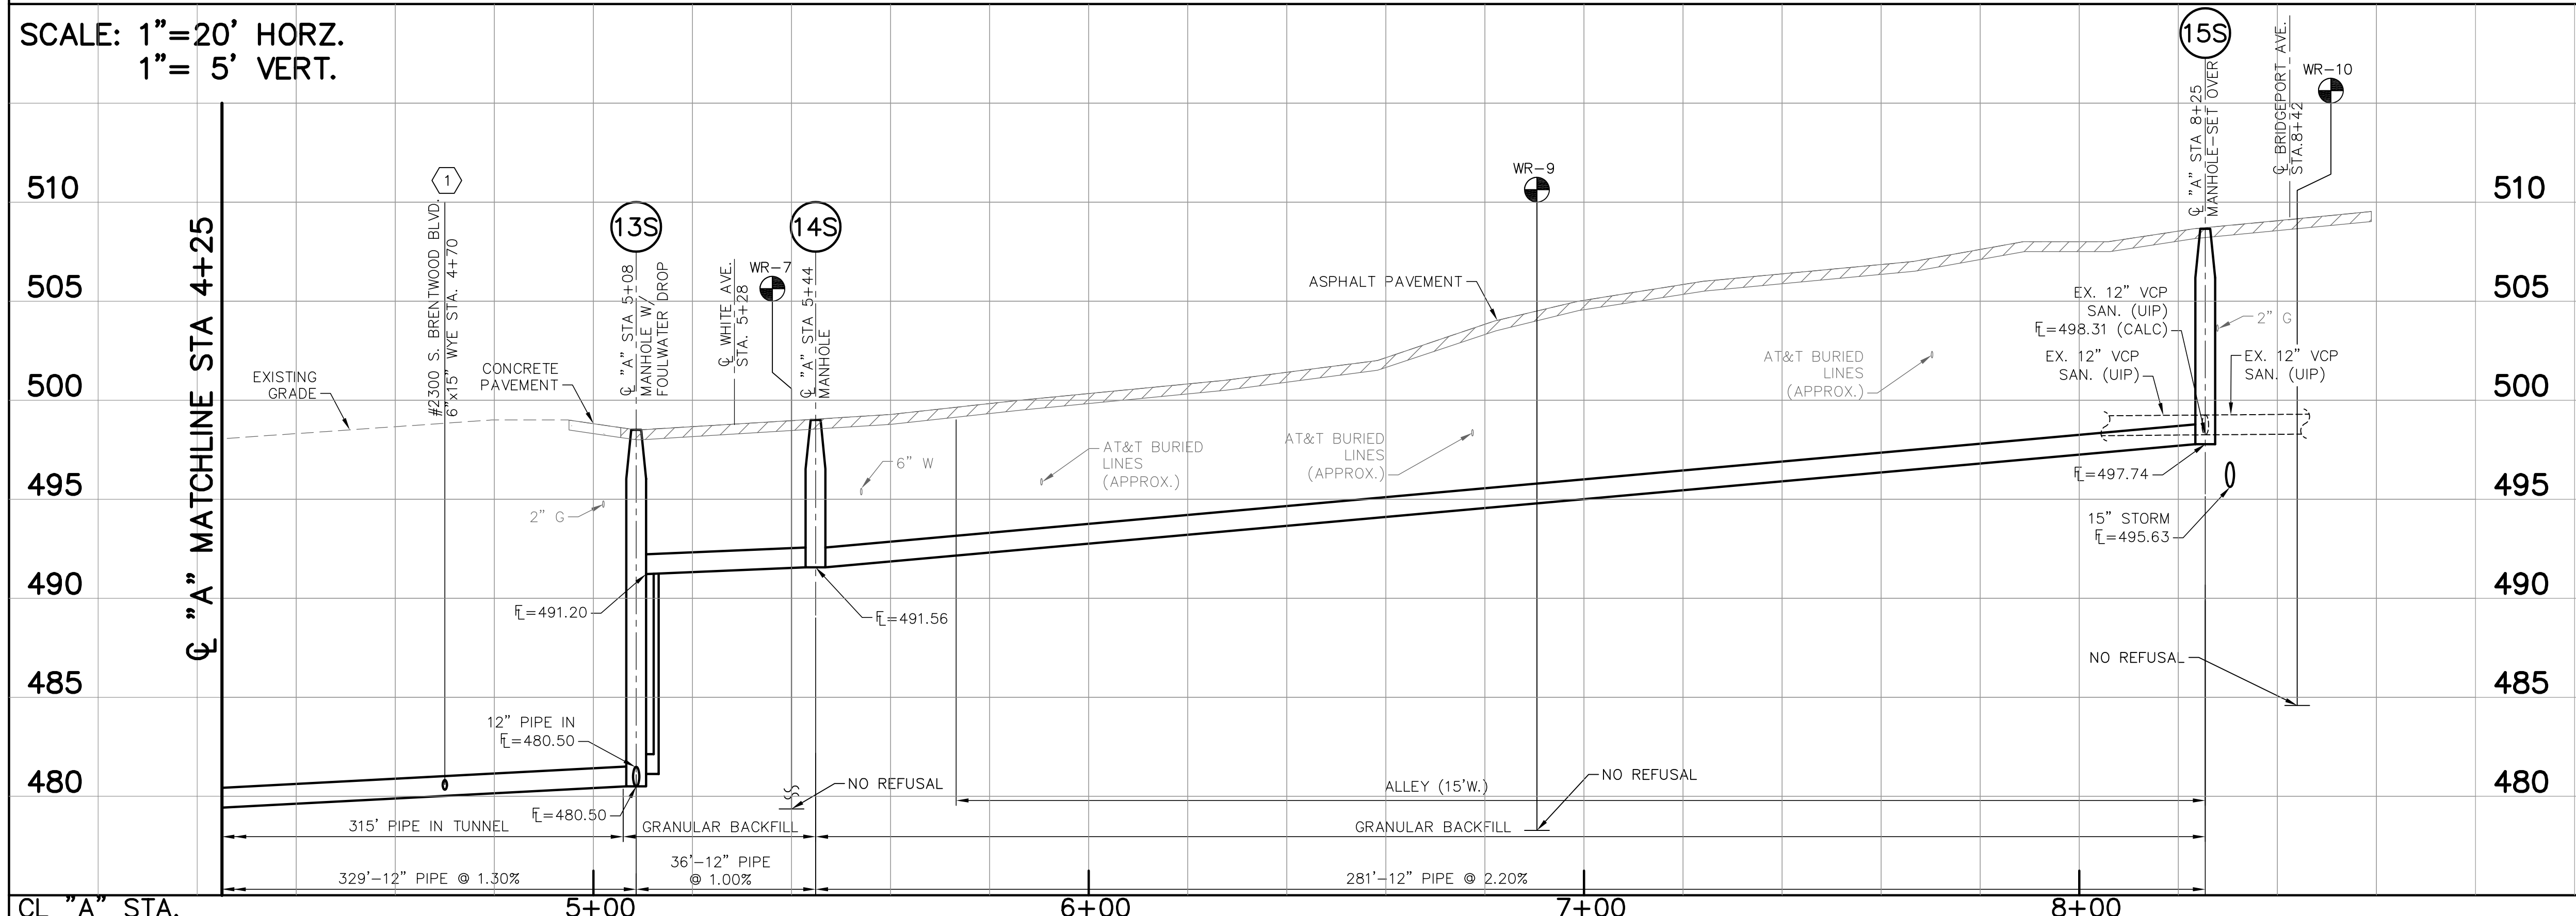 SCALE: 1"=20' HORZ.
1"= 5' VERT.
510
505
500
495
490
485
480
℄ "A" MATCHLINE STA 4+25
EXISTING
GRADE
1
#2300 S. BRENTWOOD BLVD.
6"x15" WYE STA. 4+70
CONCRETE
PAVEMENT
13S
℄ "A" STA 5+08
MANHOLE W/
FOULWATER DROP
2" G
FL=491.20
12" PIPE IN
FL=480.50
FL=480.50
℄ WHITE AVE.
STA. 5+28
WR-7
14S
℄ "A" STA 5+44
MANHOLE
6" W
FL=491.56
NO REFUSAL
AT&T BURIED
LINES
(APPROX.)
AT&T BURIED
LINES
(APPROX.)
WR-9
ASPHALT PAVEMENT
NO REFUSAL
ALLEY (15'W.)
AT&T BURIED
LINES
(APPROX.)
15S
℄ "A" STA 8+25
MANHOLE-SET OVER
℄ BRIDGEPORT AVE.
STA.8+42
WR-10
EX. 12" VCP
SAN. (UIP)
FL=498.31 (CALC)
EX. 12" VCP
SAN. (UIP)
2" G
EX. 12" VCP
SAN. (UIP)
FL=497.74
15" STORM
FL=495.63
NO REFUSAL
510
505
500
495
490
485
480
315' PIPE IN TUNNEL
GRANULAR BACKFILL
GRANULAR BACKFILL
329'-12" PIPE @ 1.30%
36'-12" PIPE
@ 1.00%
281'-12" PIPE @ 2.20%
CL "A" STA.
5+00
6+00
7+00
8+00